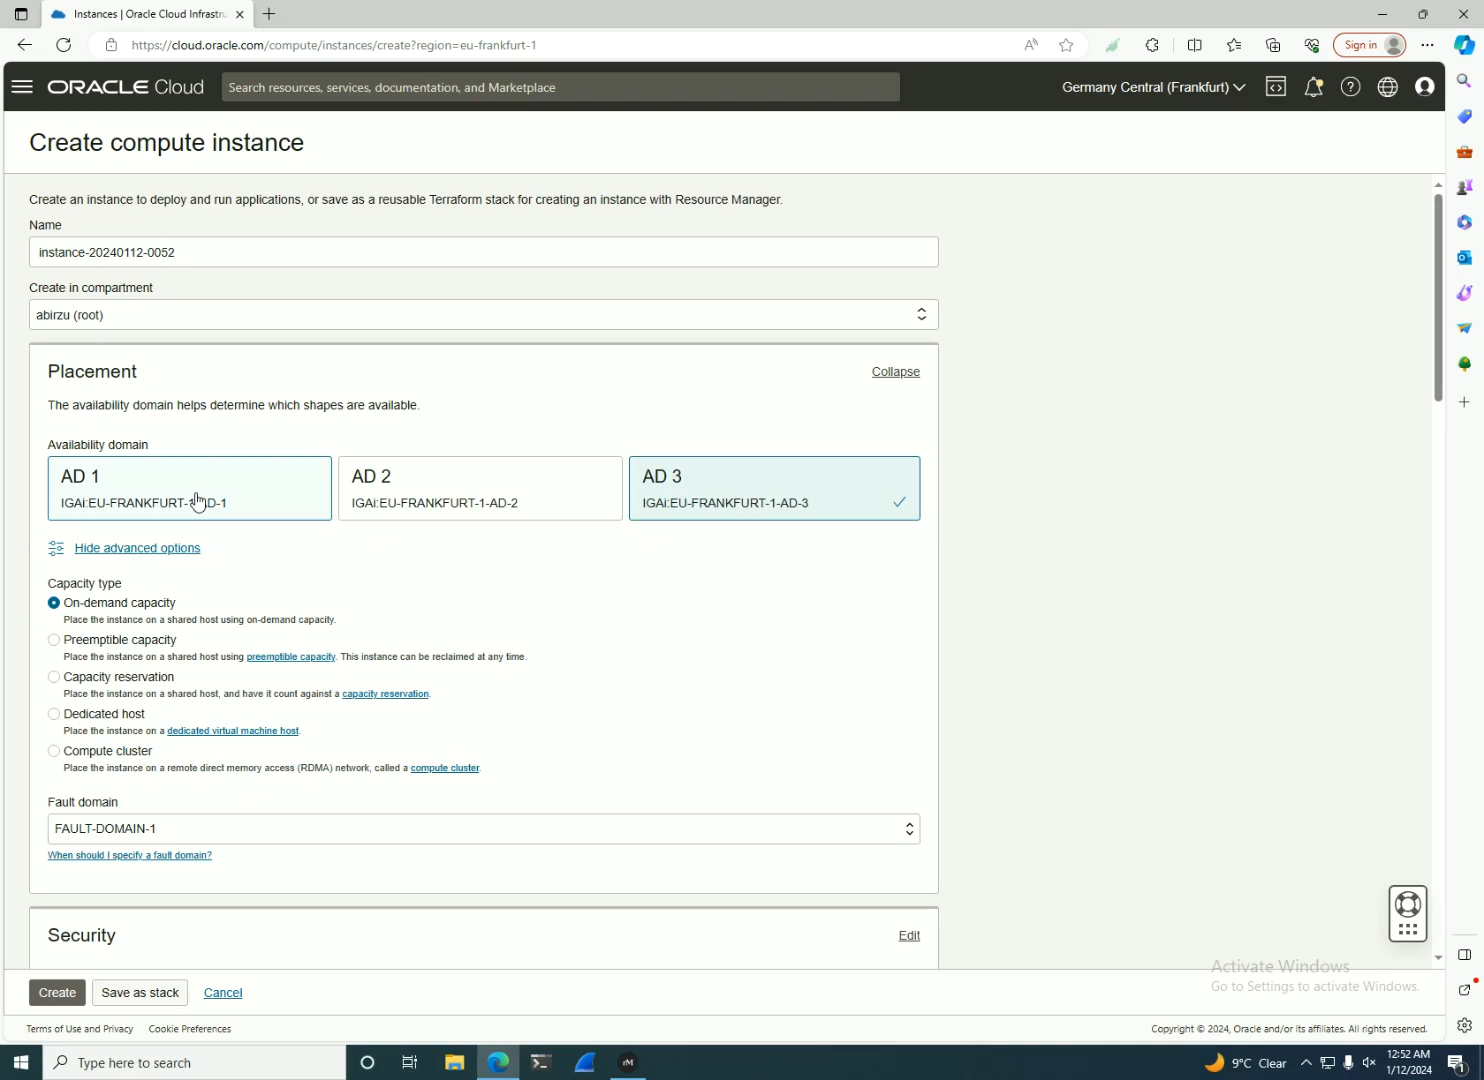 Instances | Oracle Cloud Infrastru
https://cloud.oracle.com/compute/instances/create?region=eu-frankfurt-1
Sign in
ORACLE Cloud
Search resources, services, documentation, and Marketplace
Germany Central (Frankfurt)
Create compute instance
Create an instance to deploy and run applications, or save as a reusable Terraform stack for creating an instance with Resource Manager.
Name
instance-20240112-0052
Create in compartment
abirzu (root)
Placement
Collapse
The availability domain helps determine which shapes are available.
Availability domain
AD 1
AD 2
AD 3
IGAi:EU-FRANKFURT-1-AD-1
IGAi:EU-FRANKFURT-1-AD-2
IGAi:EU-FRANKFURT-1-AD-3
Hide advanced options
Capacity type
On-demand capacity
Place the instance on a shared host using on-demand capacity.
Preemptible capacity
Place the instance on a shared host using preemptible capacity. This instance can be reclaimed at any time.
Capacity reservation
Place the instance on a shared host, and have it count against a capacity reservation.
Dedicated host
Place the instance on a dedicated virtual machine host.
Compute cluster
Place the instance on a remote direct memory access (RDMA) network, called a compute cluster.
Fault domain
FAULT-DOMAIN-1
When should I specify a fault domain?
Security
Edit
Activate Windows
Go to Settings to activate Windows.
Create
Save as stack
Cancel
Terms of Use and Privacy
Cookie Preferences
Copyright © 2024, Oracle and/or its affiliates. All rights reserved.
Type here to search
rM
9°C Clear
12:52 AM
1/12/2024
1